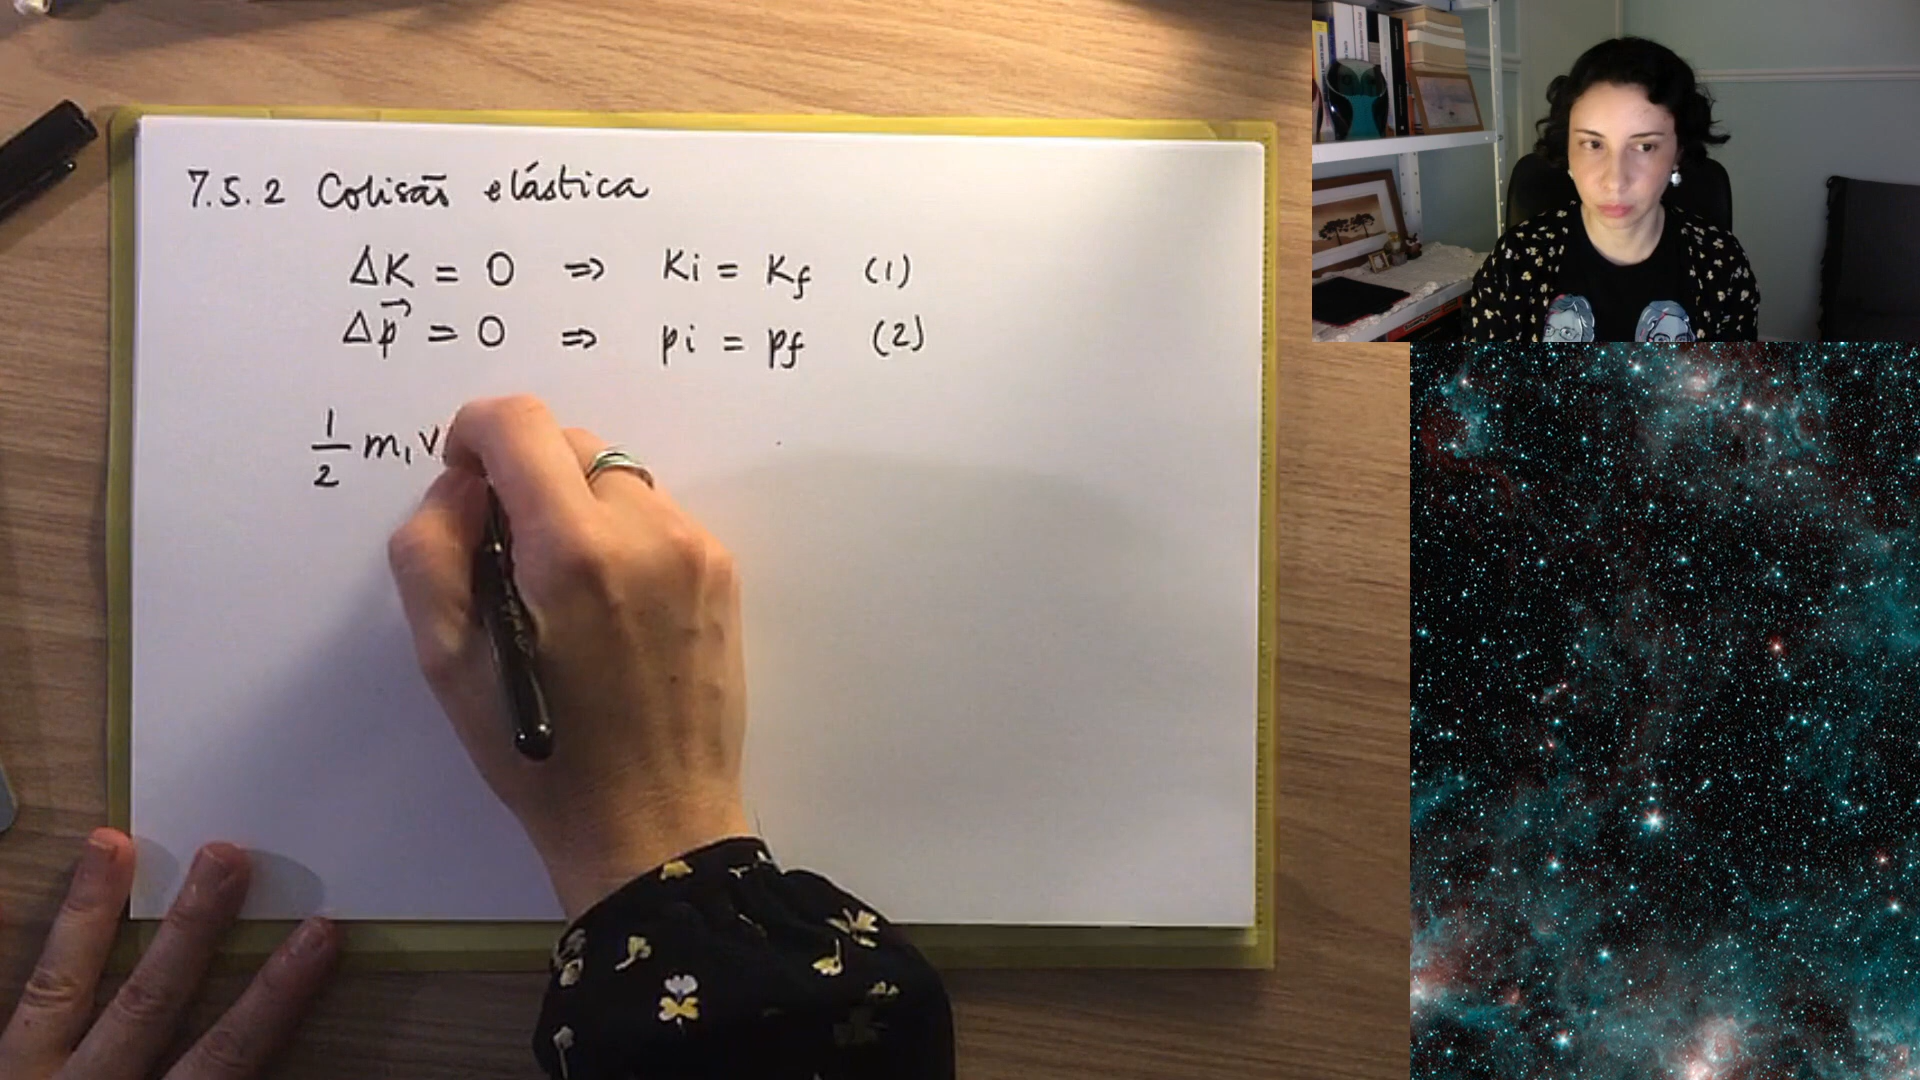 7.5.2 Colisão elástica
ΔK = 0 ⇒ Ki = Kf (1)
Δp⃗ = 0 ⇒ pi = pf (2)
1/2 m₁v